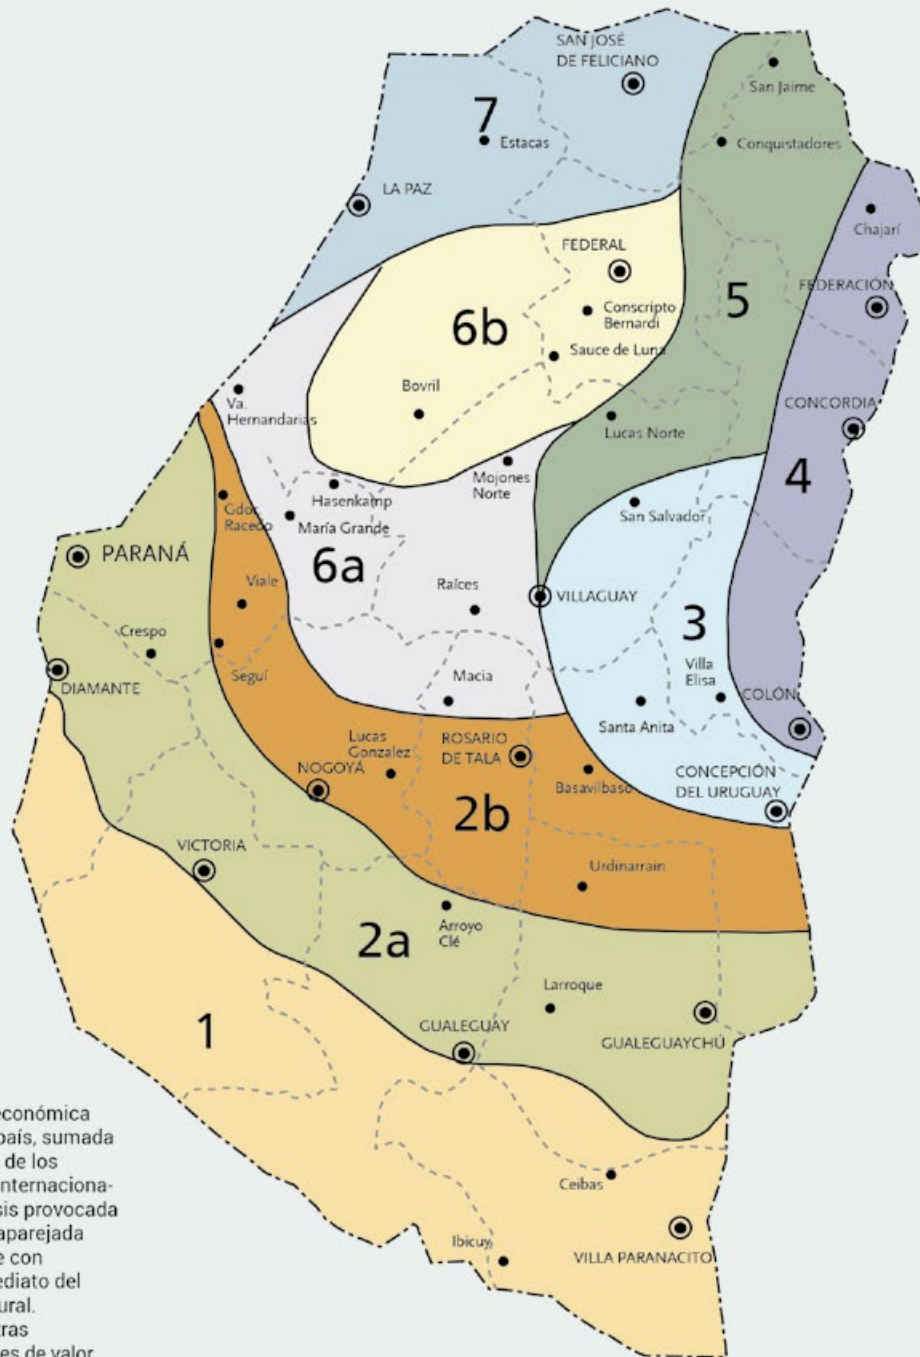 SAN JOSÉ
DE FELICIANO
San Jaime
7
Estacas
Conquistadores
LA PAZ
Chajarí
FEDERAL
FEDERACIÓN
5
Conscripto
Bernardi
6b
Sauce de Luna
Bovril
Va.
Hernandarias
CONCORDIA
Lucas Norte
Mojones
Norte
4
Hasenkamp
Gdor.
Racedo
María Grande
San Salvador
PARANÁ
6a
Viale
Raíces
VILLAGUAY
Crespo
3
Seguí
Villa
Elisa
DIAMANTE
Macia
COLÓN
Santa Anita
Lucas
Gonzalez
ROSARIO
DE TALA
NOGOYÁ
Basavilbaso
CONCEPCIÓN
DEL URUGUAY
2b
VICTORIA
Urdinarrain
Arroyo
Clé
2a
Larroque
1
GUALEGUAY
GUALEGUAYCHÚ
Ceibas
Ibicuy
VILLA PARANACITO
económica
país, sumada
de los
internaciona-
sis provocada
aparejada
e con
ediato del
ural.
tras
es de valor